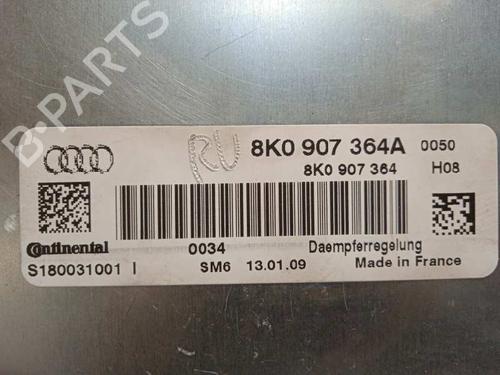 B-PARTS
RU 8K0 907 364A 0050
8K0 907 364 H08
Continental 0034 Daempferregelung
S180031001 I SM6 13.01.09 Made in France